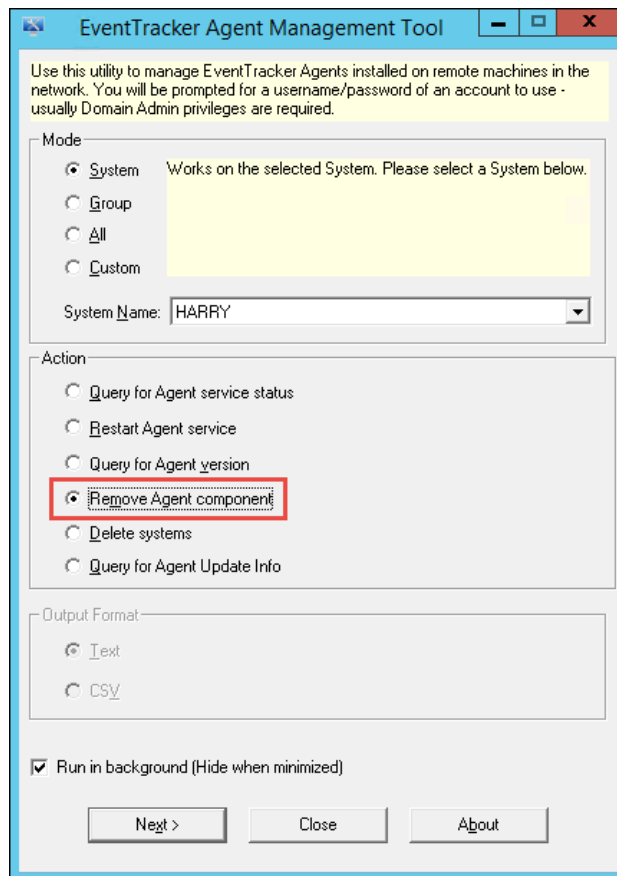 EventTracker Agent Management Tool
Use this utility to manage EventTracker Agents installed on remote machines in the
network. You will be prompted for a username/password of an account to use -
usually Domain Admin privileges are required.
Mode
System
Works on the selected System. Please select a System below.
Group
All
Custom
System Name: HARRY
Action
Query for Agent service status
Restart Agent service
Query for Agent version
Remove Agent component
Delete systems
Query for Agent Update Info
Output Format
Text
CSV
Run in background (Hide when minimized)
Next > Close About